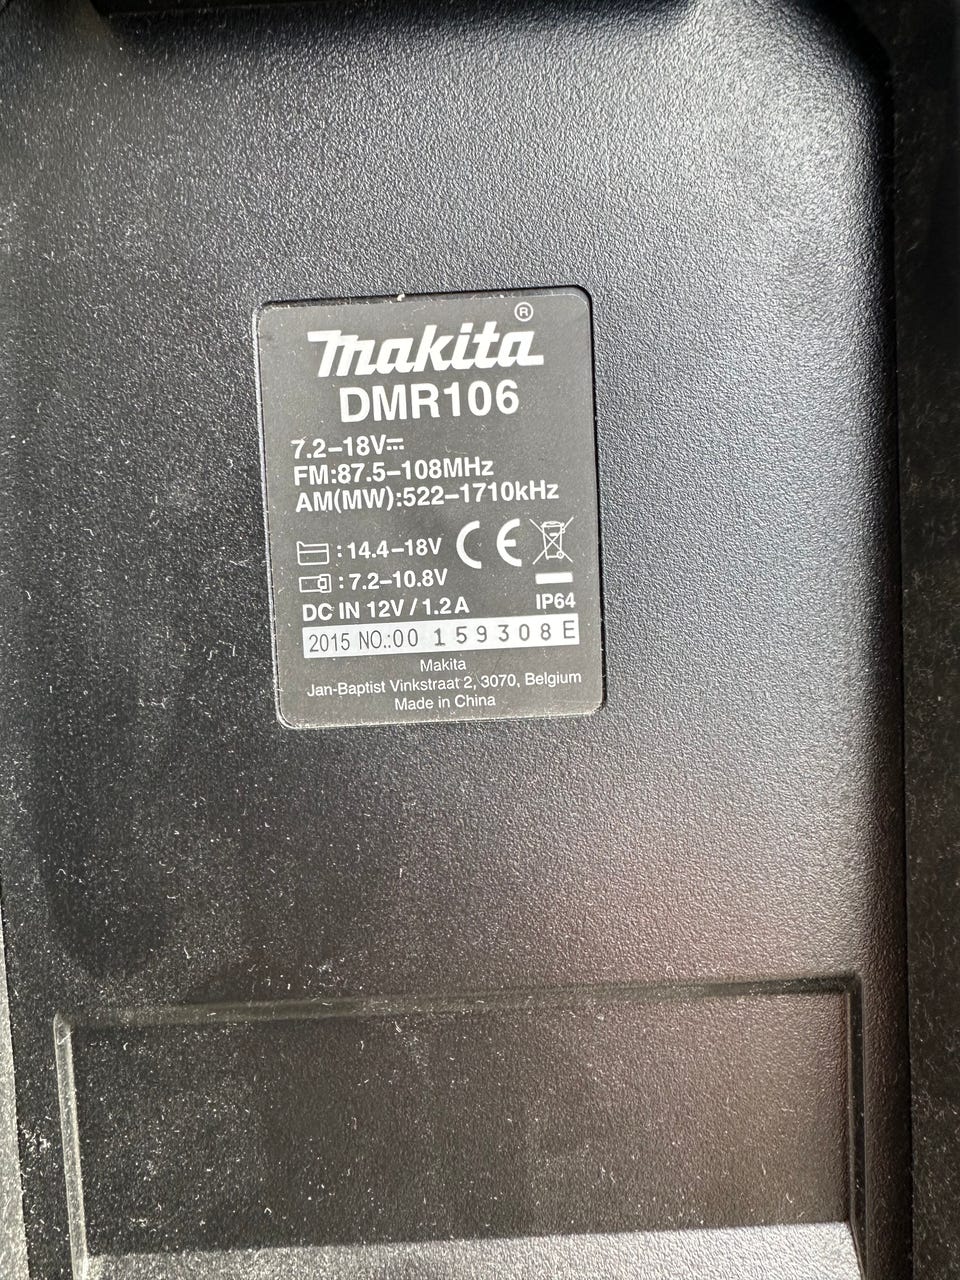 makita®
DMR106
7.2–18V⎓
FM:87.5–108MHz
AM(MW):522–1710kHz
: 14.4–18V CE
: 7.2–10.8V
DC IN 12V / 1.2A IP64
2015 NO.:00 159308E
Makita
Jan-Baptist Vinkstraat 2, 3070, Belgium
Made in China